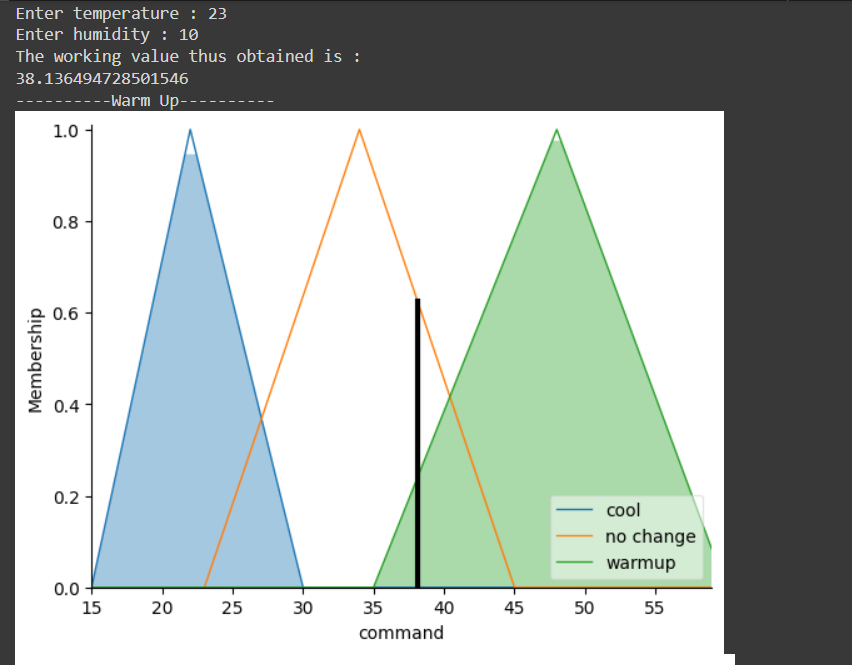 Enter temperature : 23
Enter humidity : 10
The working value thus obtained is :
38.136494728501546
----------Warm Up----------
1.0
0.8
0.6
0.4
0.2
0.0
Membership
cool
no change
warmup
15 20 25 30 35 40 45 50 55
command